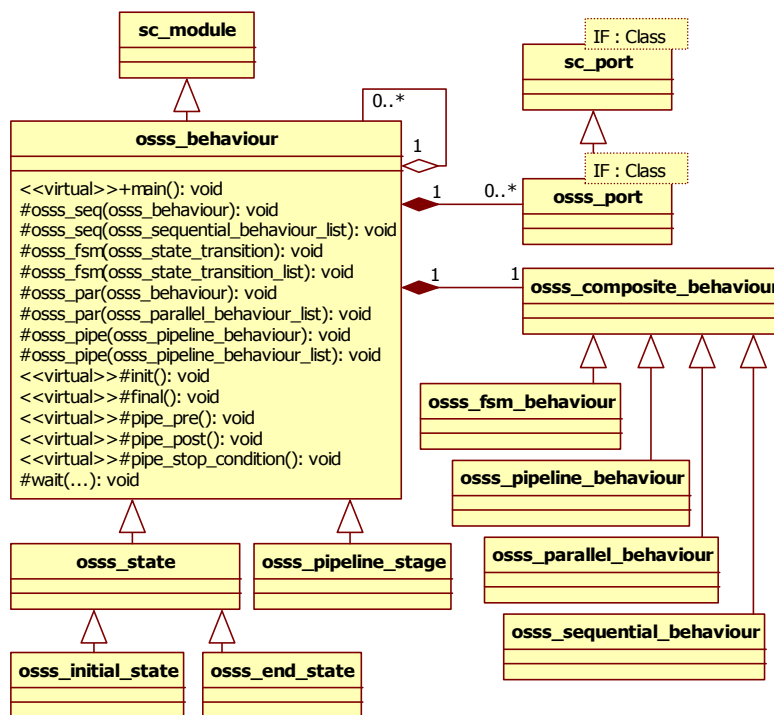 sc_module
IF : Class
sc_port
0..*
osss_behaviour
1
IF : Class
osss_port
1
0..*
<<virtual>>+main(): void
#osss_seq(osss_behaviour): void
#osss_seq(osss_sequential_behaviour_list): void
#osss_fsm(osss_state_transition): void
#osss_fsm(osss_state_transition_list): void
#osss_par(osss_behaviour): void
#osss_par(osss_parallel_behaviour_list): void
#osss_pipe(osss_pipeline_behaviour): void
#osss_pipe(osss_pipeline_behaviour_list): void
<<virtual>>#init(): void
<<virtual>>#final(): void
<<virtual>>#pipe_pre(): void
<<virtual>>#pipe_post(): void
<<virtual>>#pipe_stop_condition(): void
#wait(...): void
1
1
osss_composite_behaviour
osss_fsm_behaviour
osss_pipeline_behaviour
osss_parallel_behaviour
osss_sequential_behaviour
osss_state
osss_pipeline_stage
osss_initial_state
osss_end_state